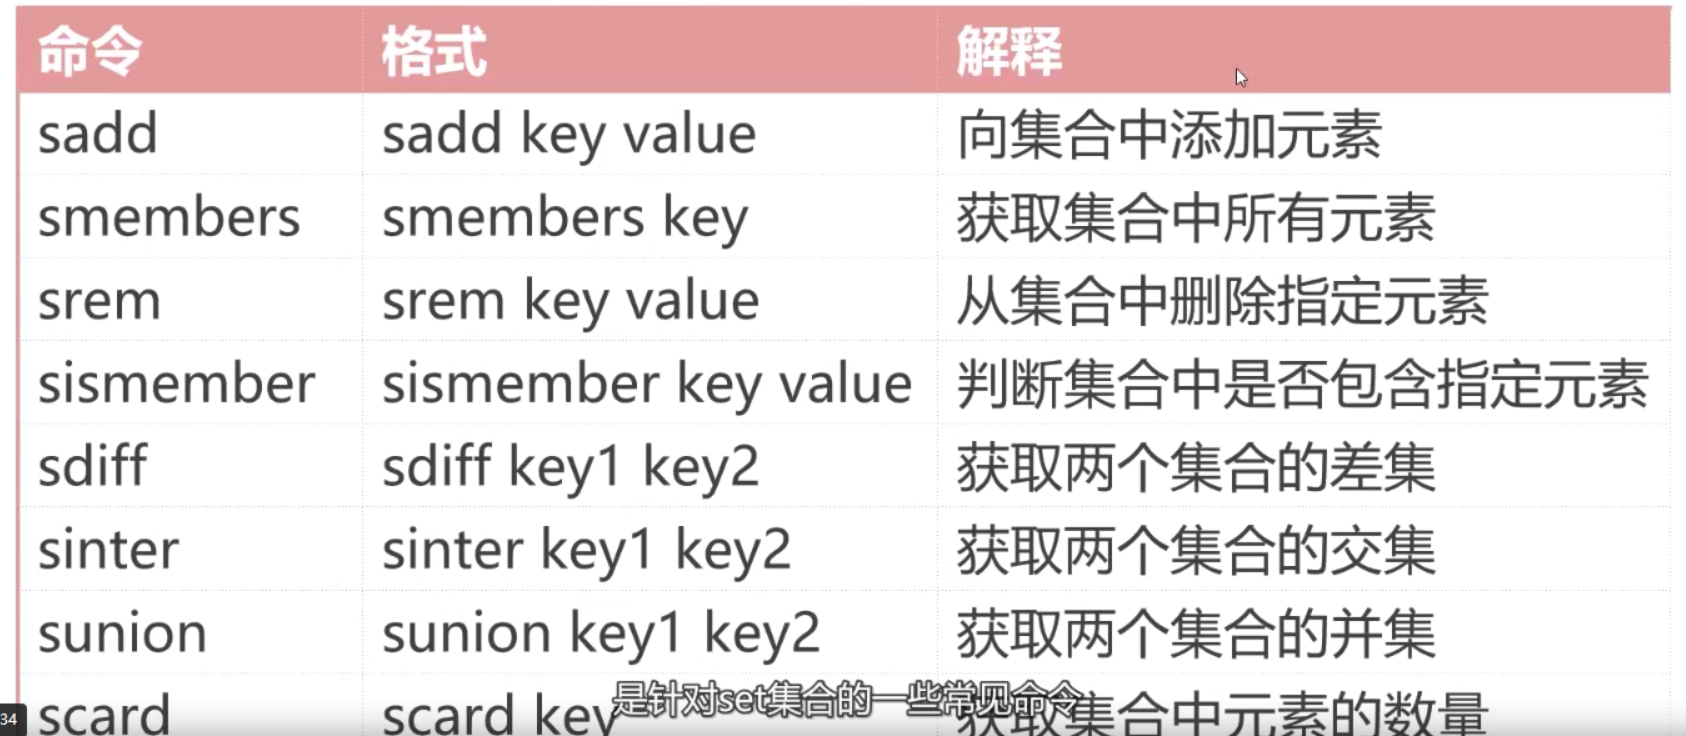 命令 格式 解释
sadd sadd key value 向集合中添加元素
smembers smembers key 获取集合中所有元素
srem srem key value 从集合中删除指定元素
sismember sismember key value 判断集合中是否包含指定元素
sdiff sdiff key1 key2 获取两个集合的差集
sinter sinter key1 key2 获取两个集合的交集
sunion sunion key1 key2 获取两个集合的并集
是针对set集合的一些常见命令
34 scard scard key 获取集合中元素的数量